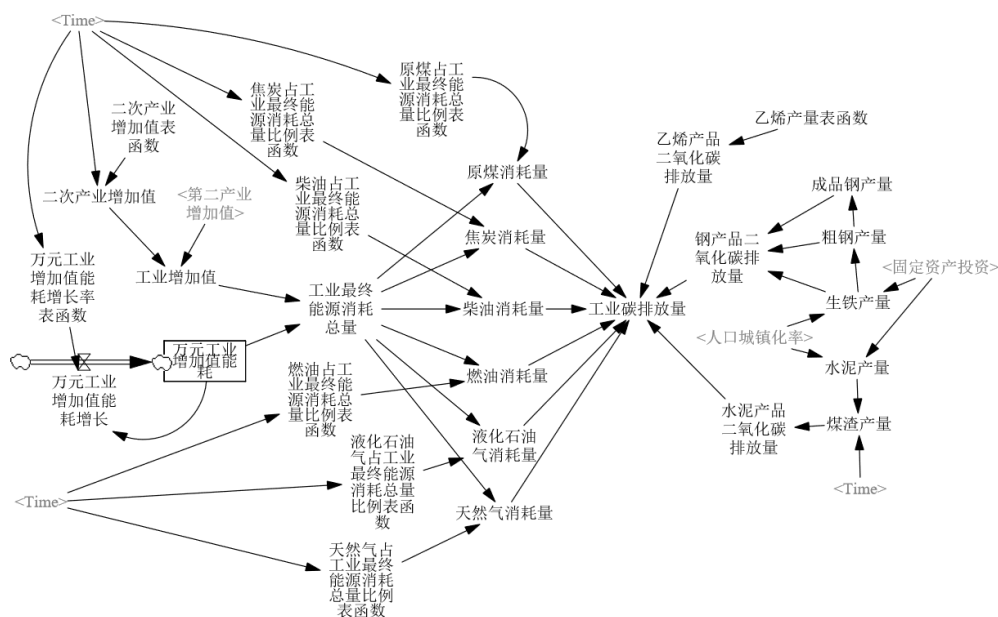 <Time>
二次产业
增加值表
函数
焦炭占工
业最终能
源消耗总
量比例表
函数
原煤占工
业最终能
源消耗总
量比例表
函数
乙烯产量表函数
乙烯产品
二氧化碳
排放量
原煤消耗量
二次产业增加值
<第二产业
增加值>
柴油占工
业最终能
源消耗总
量比例表
函数
成品钢产量
焦炭消耗量
钢产品二
氧化碳排
放量
粗钢产量
<固定资产投资>
万元工业
增加值能
耗增长率
表函数
工业增加值
工业最终
能源消耗
总量
柴油消耗量
工业碳排放量
生铁产量
<人口城镇化率>
万元工业
增加值能
耗
万元工业
增加值能
耗增长
燃油占工
业最终能
源消耗总
量比例表
函数
燃油消耗量
水泥产量
水泥产品
二氧化碳
排放量
煤渣产量
液化石油
气占工业
最终能源
消耗总量
比例表函
数
液化石油
气消耗量
<Time>
<Time>
天然气消耗量
天然气占
工业最终
能源消耗
总量比例
表函数